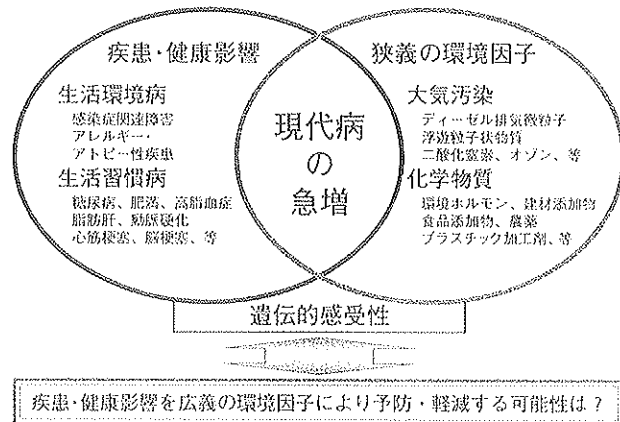 疾患・健康影響
生活環境病
感染症関連障害
アレルギー・
アトピー性疾患
生活習慣病
糖尿病、肥満、高脂血症
脂肪肝、動脈硬化
心筋梗塞、脳梗塞、等
現代病
の
急増
狭義の環境因子
大気汚染
ディーゼル排気微粒子
浮遊粒子状物質
二酸化窒素、オゾン、等
化学物質
環境ホルモン、建材添加物
食品添加物、農薬
プラスチック加工剤、等
遺伝的感受性
疾患・健康影響を広義の環境因子により予防・軽減する可能性は？